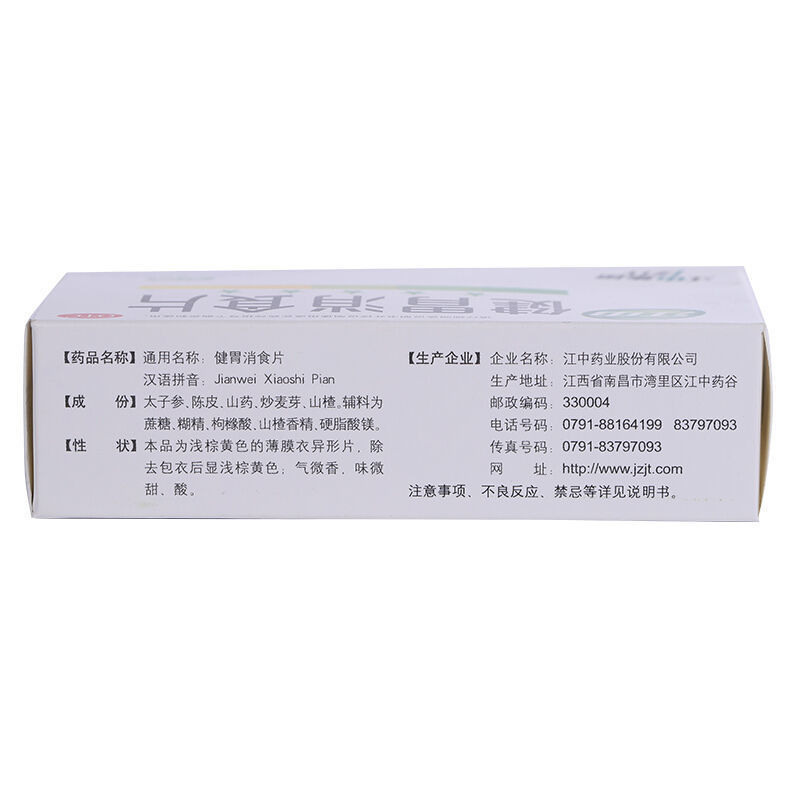 健胃消食片
【药品名称】通用名称：健胃消食片
汉语拼音：Jianwei Xiaoshi Pian
【成　份】太子参、陈皮、山药、炒麦芽、山楂。辅料为
蔗糖、糊精、枸橼酸、山楂香精、硬脂酸镁。
【性　状】本品为浅棕黄色的薄膜衣异形片，除
去包衣后显浅棕黄色；气微香，味微
甜、酸。
【生产企业】企业名称：江中药业股份有限公司
生产地址：江西省南昌市湾里区江中药谷
邮政编码：330004
电话号码：0791-88164199 83797093
传真号码：0791-83797093
网　址：http://www.jzjt.com
注意事项、不良反应、禁忌等详见说明书。